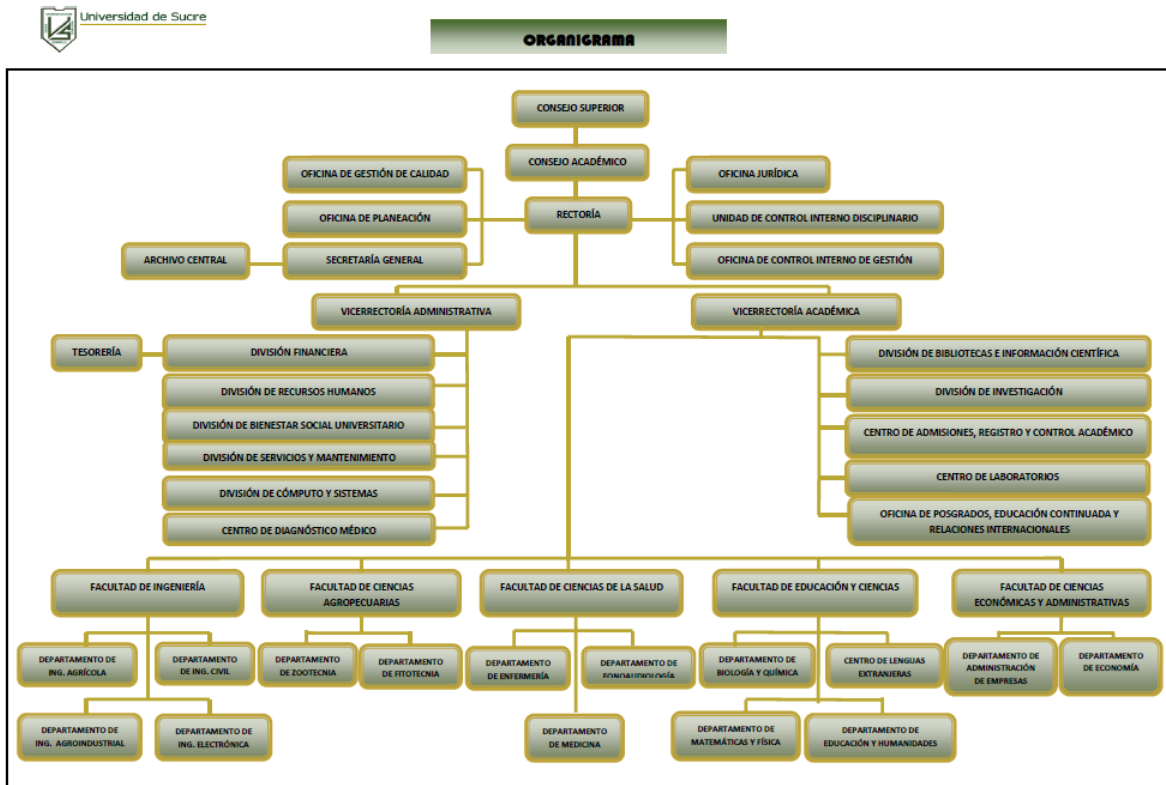 Universidad de Sucre
ORGANIGRAMA
CONSEJO SUPERIOR
CONSEJO ACADÉMICO
OFICINA DE GESTIÓN DE CALIDAD
OFICINA JURÍDICA
OFICINA DE PLANEACIÓN
RECTORÍA
UNIDAD DE CONTROL INTERNO DISCIPLINARIO
ARCHIVO CENTRAL
SECRETARÍA GENERAL
OFICINA DE CONTROL INTERNO DE GESTIÓN
VICERRECTORÍA ADMINISTRATIVA
VICERRECTORÍA ACADÉMICA
TESORERÍA
DIVISIÓN FINANCIERA
DIVISIÓN DE RECURSOS HUMANOS
DIVISIÓN DE BIENESTAR SOCIAL UNIVERSITARIO
DIVISIÓN DE SERVICIOS Y MANTENIMIENTO
DIVISIÓN DE CÓMPUTO Y SISTEMAS
CENTRO DE DIAGNÓSTICO MÉDICO
DIVISIÓN DE BIBLIOTECAS E INFORMACIÓN CIENTÍFICA
DIVISIÓN DE INVESTIGACIÓN
CENTRO DE ADMISIONES, REGISTRO Y CONTROL ACADÉMICO
CENTRO DE LABORATORIOS
OFICINA DE POSGRADOS, EDUCACIÓN CONTINUADA Y
RELACIONES INTERNACIONALES
FACULTAD DE INGENIERÍA
FACULTAD DE CIENCIAS
AGROPECUARIAS
FACULTAD DE CIENCIAS DE LA SALUD
FACULTAD DE EDUCACIÓN Y CIENCIAS
FACULTAD DE CIENCIAS
ECONÓMICAS Y ADMINISTRATIVAS
DEPARTAMENTO DE
ING. AGRÍCOLA
DEPARTAMENTO
DE ING. CIVIL
DEPARTAMENTO
DE ZOOTECNIA
DEPARTAMENTO
DE FITOTECNIA
DEPARTAMENTO
DE ENFERMERÍA
DEPARTAMENTO DE
FONOAUDIOLOGÍA
DEPARTAMENTO DE
BIOLOGÍA Y QUÍMICA
CENTRO DE LENGUAS
EXTRANJERAS
DEPARTAMENTO DE
ADMINISTRACIÓN
DE EMPRESAS
DEPARTAMENTO
DE ECONOMÍA
DEPARTAMENTO DE
ING. AGROINDUSTRIAL
DEPARTAMENTO DE
ING. ELECTRÓNICA
DEPARTAMENTO
DE MEDICINA
DEPARTAMENTO DE
MATEMÁTICAS Y FÍSICA
DEPARTAMENTO DE
EDUCACIÓN Y HUMANIDADES